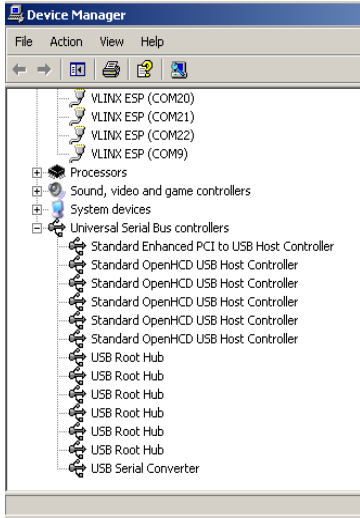 Device Manager
File Action View Help
VLINX ESP (COM20)
VLINX ESP (COM21)
VLINX ESP (COM22)
VLINX ESP (COM9)
Processors
Sound, video and game controllers
System devices
Universal Serial Bus controllers
Standard Enhanced PCI to USB Host Controller
Standard OpenHCD USB Host Controller
Standard OpenHCD USB Host Controller
Standard OpenHCD USB Host Controller
Standard OpenHCD USB Host Controller
Standard OpenHCD USB Host Controller
USB Root Hub
USB Root Hub
USB Root Hub
USB Root Hub
USB Root Hub
USB Root Hub
USB Serial Converter